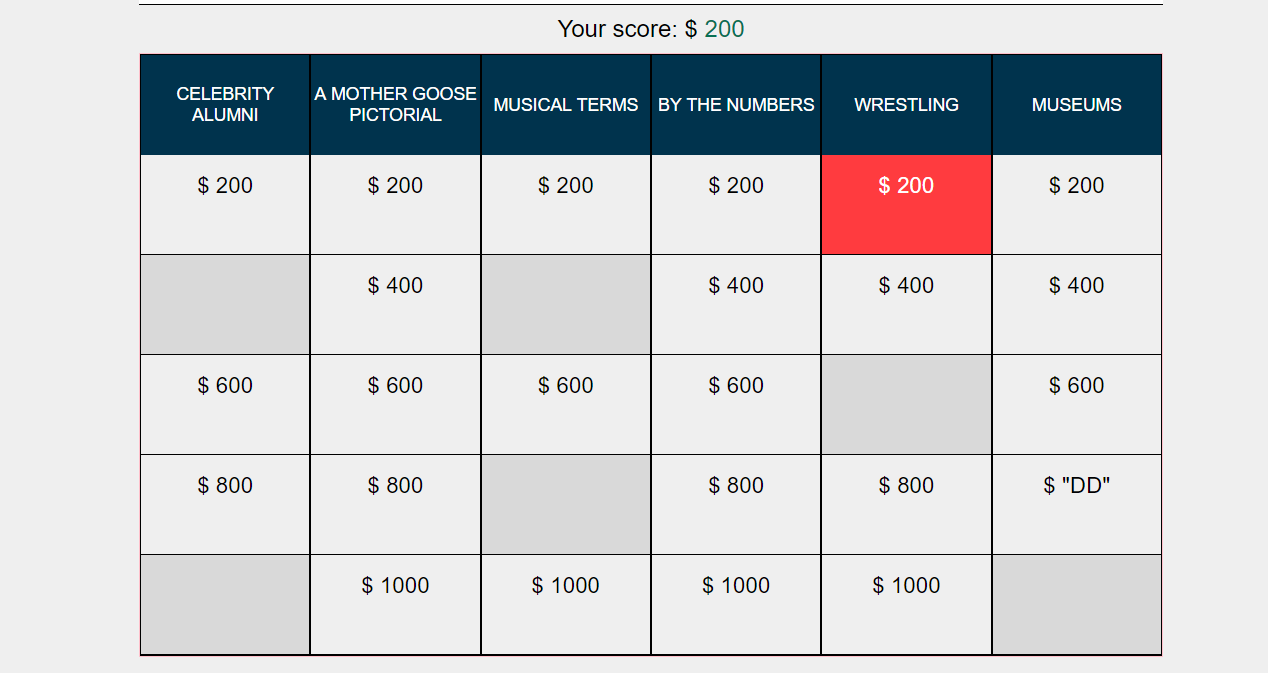 Your score: $ 200
CELEBRITY ALUMNI
A MOTHER GOOSE PICTORIAL
MUSICAL TERMS
BY THE NUMBERS
WRESTLING
MUSEUMS
$ 200 $ 200 $ 200 $ 200 $ 200 $ 200
$ 400 $ 400 $ 400 $ 400
$ 600 $ 600 $ 600 $ 600 $ 600
$ 800 $ 800 $ 800 $ 800 $ "DD"
$ 1000 $ 1000 $ 1000 $ 1000